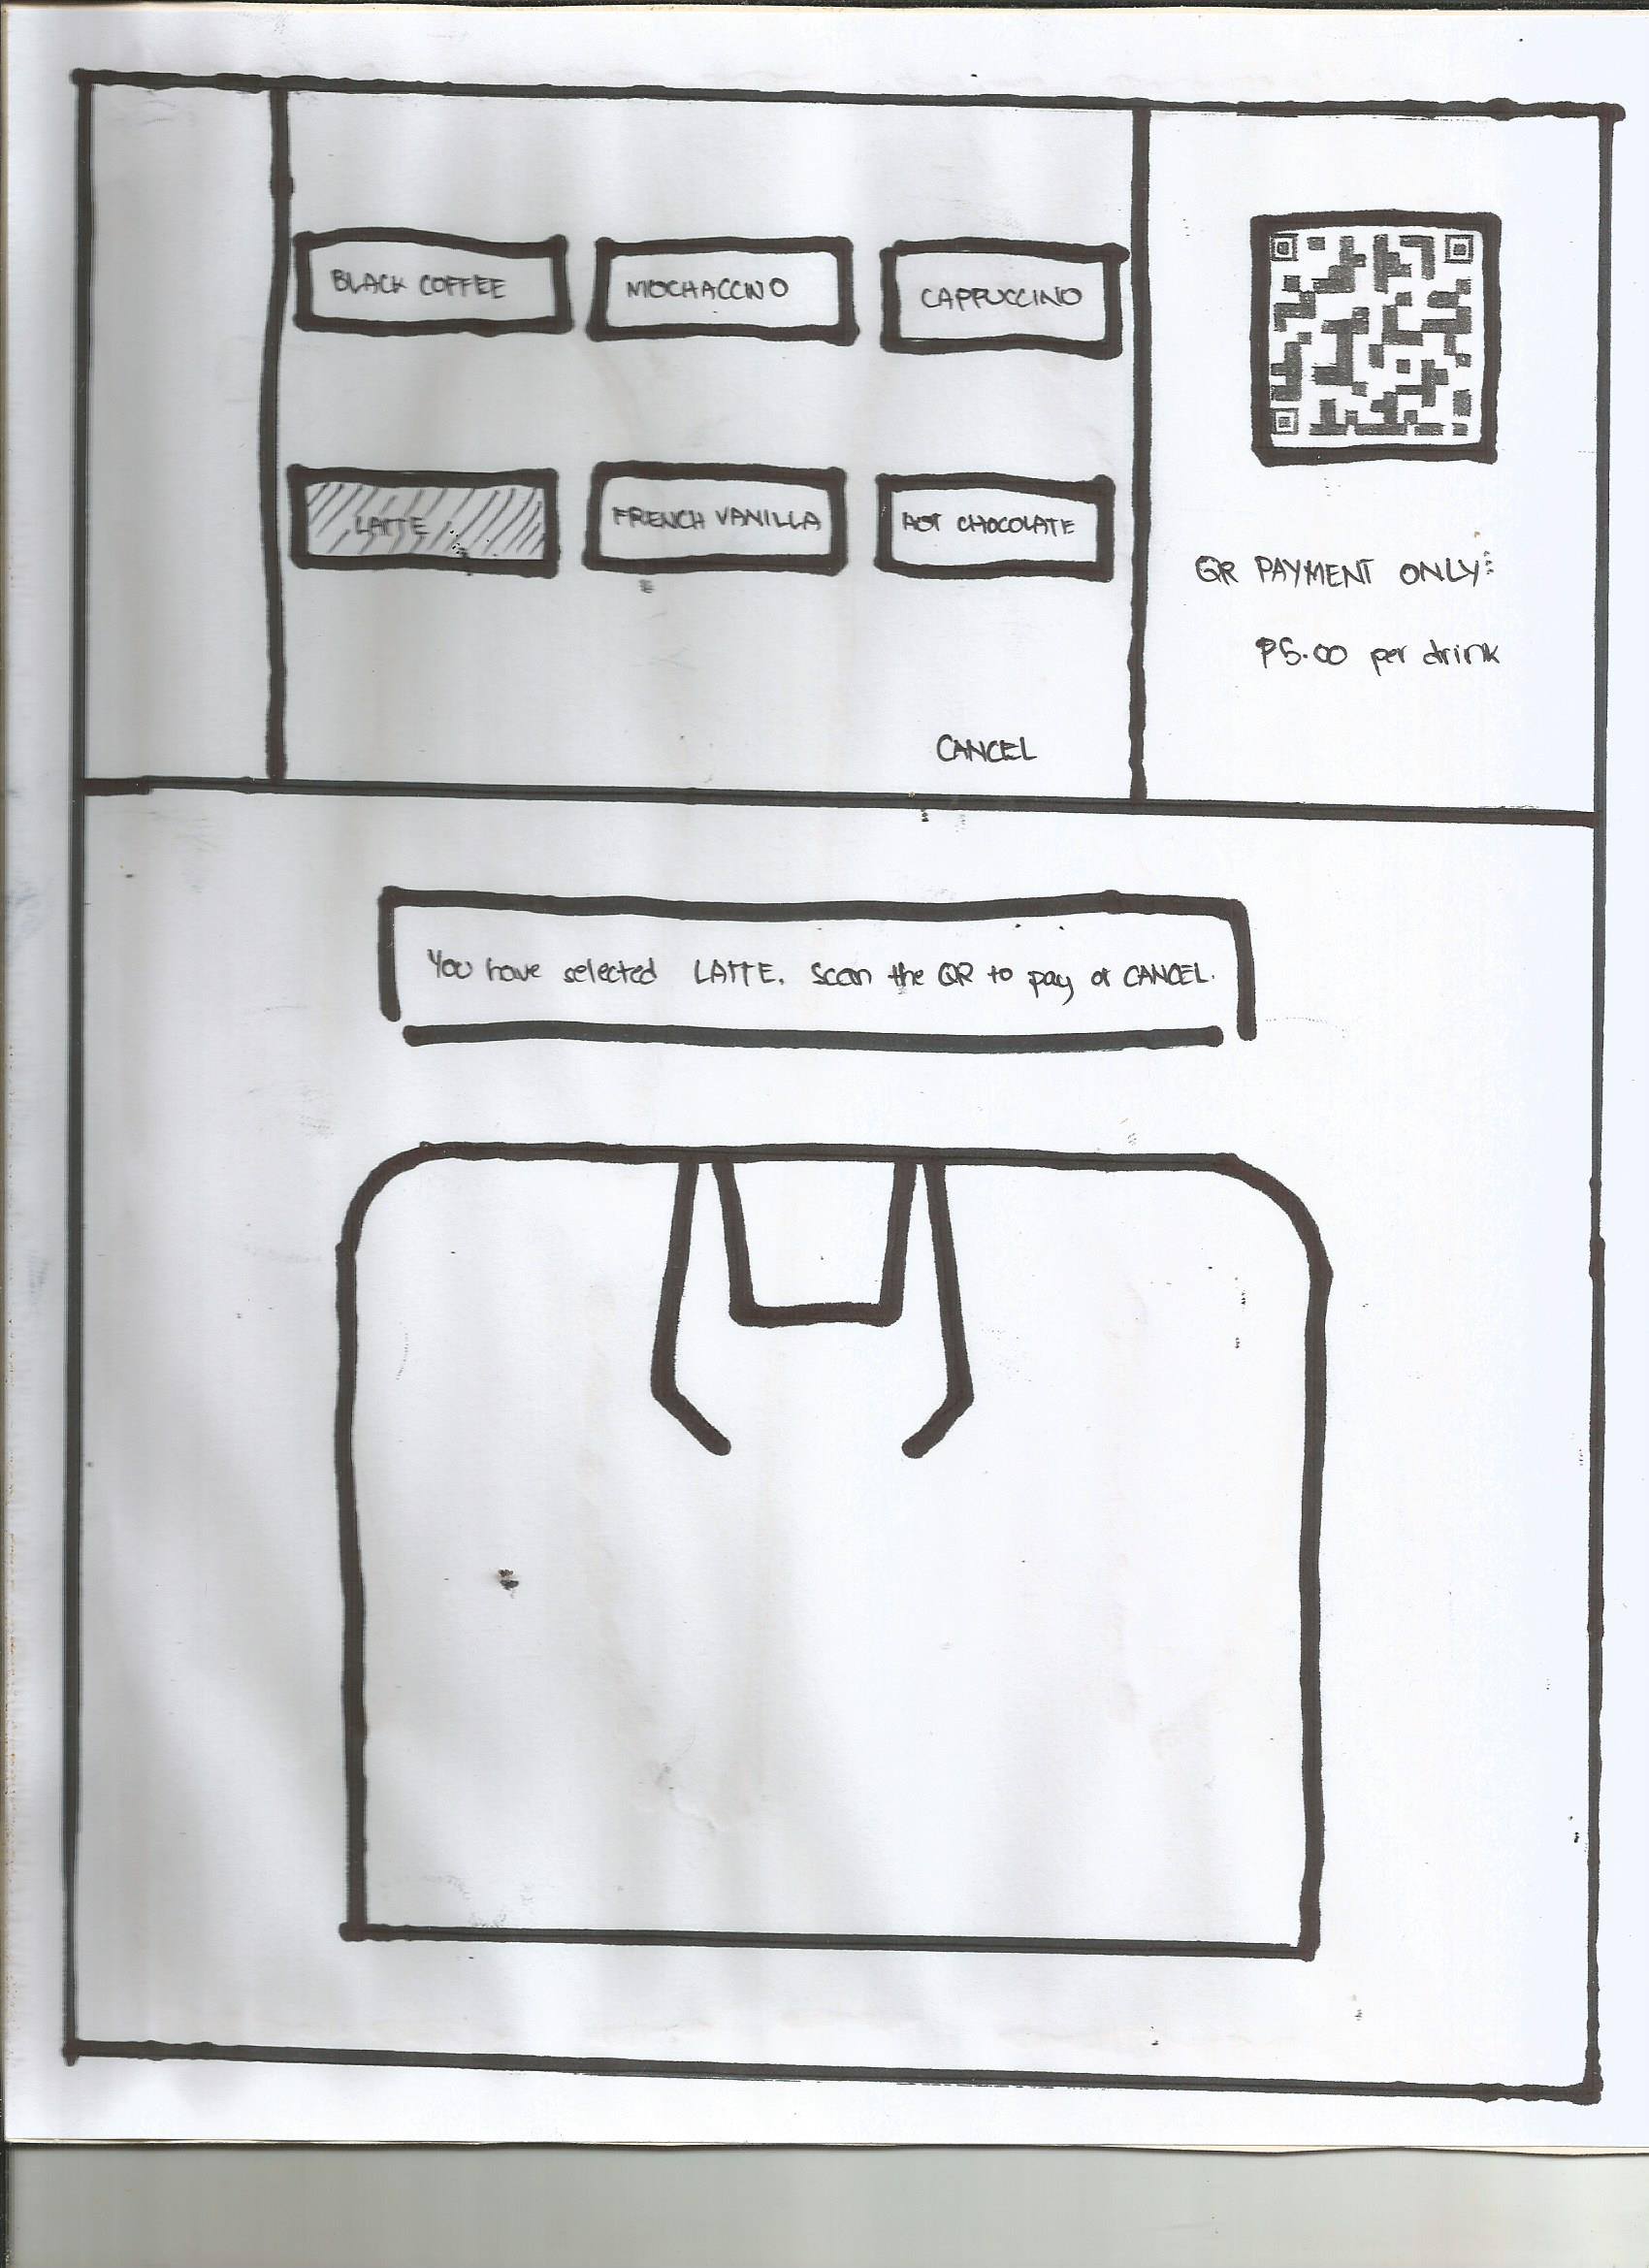 BLACK COFFEE
MOCHACCINO
CAPPUCCINO
LATTE
FRENCH VANILLA
HOT CHOCOLATE
QR PAYMENT ONLY:
₱5.00 per drink
CANCEL
You have selected LATTE. Scan the QR to pay or CANCEL.